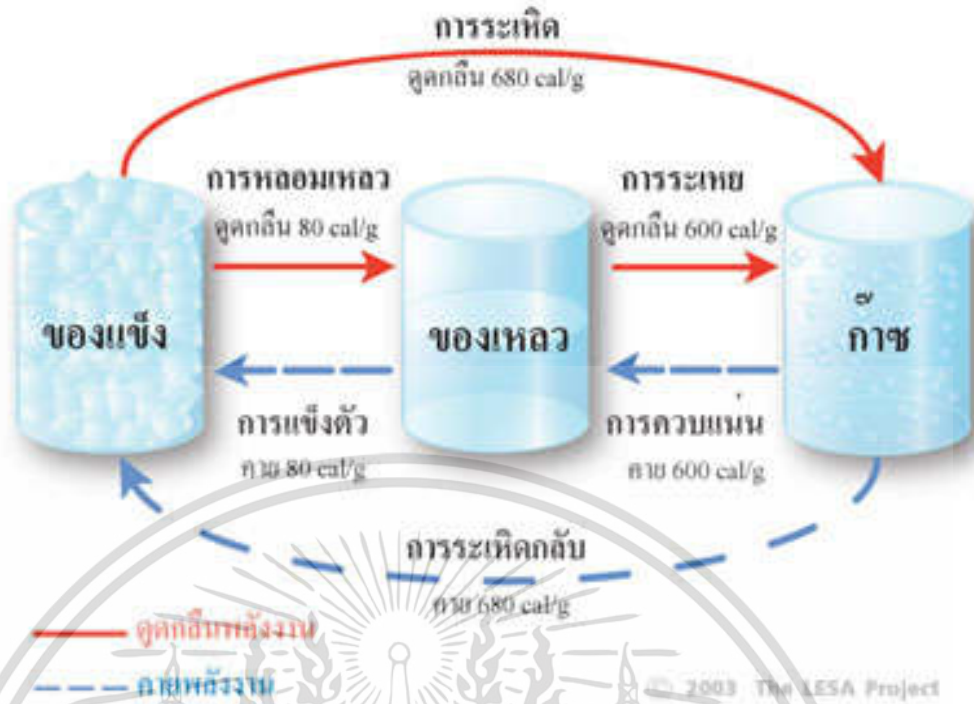 การระเหิด
ดูดกลืน 680 cal/g
การหลอมเหลว
ดูดกลืน 80 cal/g
การระเหย
ดูดกลืน 600 cal/g
ของแข็ง
ของเหลว
ก๊าซ
การแข็งตัว
คาย 80 cal/g
การควบแน่น
คาย 600 cal/g
การระเหิดกลับ
คาย 680 cal/g
ดูดกลืนพลังงาน
คายพลังงาน
© 2003 The LESA Project